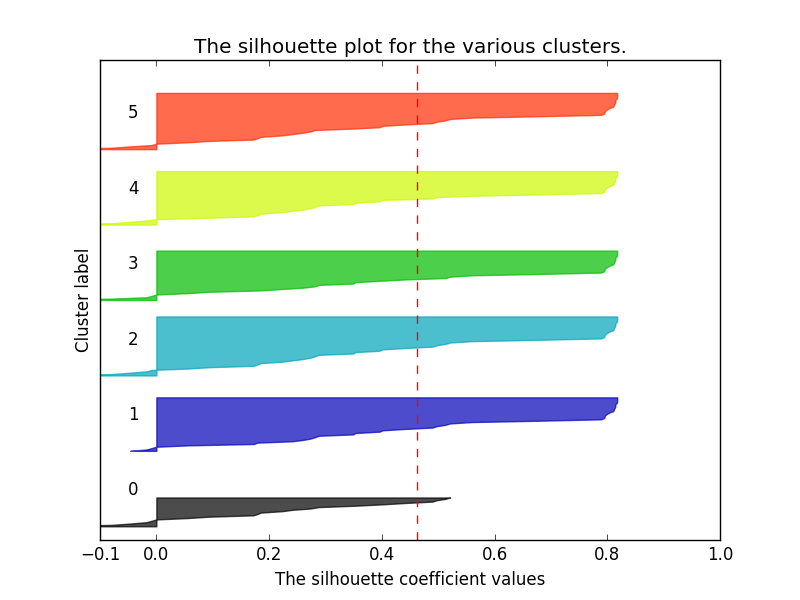 The silhouette plot for the various clusters.
5
4
3
2
1
0
Cluster label
−0.1 0.0 0.2 0.4 0.6 0.8 1.0
The silhouette coefficient values